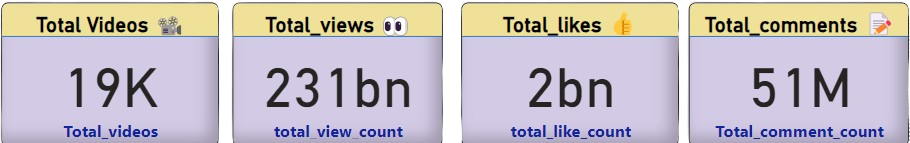 Total Videos 🎥
19K
Total_videos
Total_views 👀
231bn
total_view_count
Total_likes 👍
2bn
total_like_count
Total_comments 📝
51M
Total_comment_count